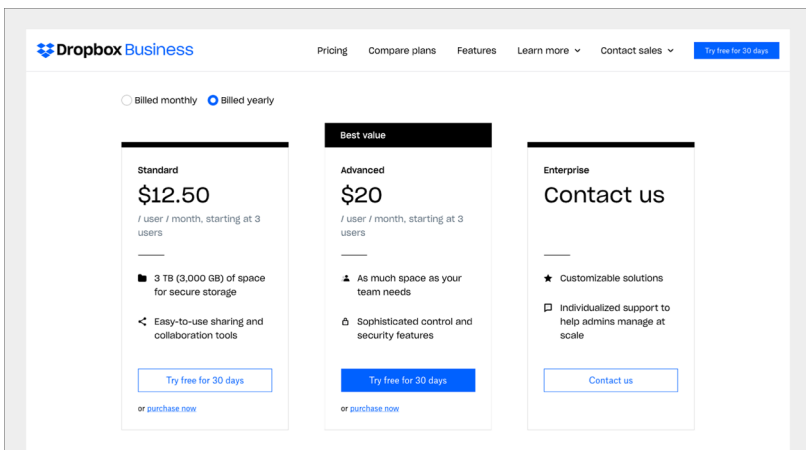 Dropbox Business
Pricing
Compare plans
Features
Learn more
Contact sales
Try free for 30 days
Billed monthly
Billed yearly
Standard
$12.50
/ user / month, starting at 3
users
3 TB (3,000 GB) of space
for secure storage
Easy-to-use sharing and
collaboration tools
Try free for 30 days
or purchase now
Best value
Advanced
$20
/ user / month, starting at 3
users
As much space as your
team needs
Sophisticated control and
security features
Try free for 30 days
or purchase now
Enterprise
Contact us
Customizable solutions
Individualized support to
help admins manage at
scale
Contact us